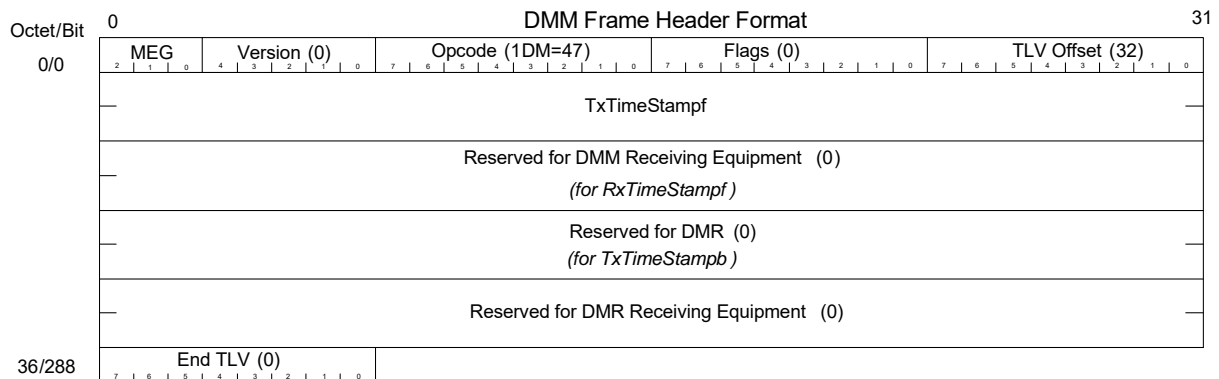 DMM Frame Header Format
Octet/Bit 0 31
MEG Version (0) Opcode (1DM=47) Flags (0) TLV Offset (32)
0/0 2 1 0 4 3 2 1 0 7 6 5 4 3 2 1 0 7 6 5 4 3 2 1 0 7 6 5 4 3 2 1 0
TxTimeStampf
Reserved for DMM Receiving Equipment (0)
(for RxTimeStampf )
Reserved for DMR (0)
(for TxTimeStampb )
Reserved for DMR Receiving Equipment (0)
End TLV (0)
36/288 7 6 5 4 3 2 1 0